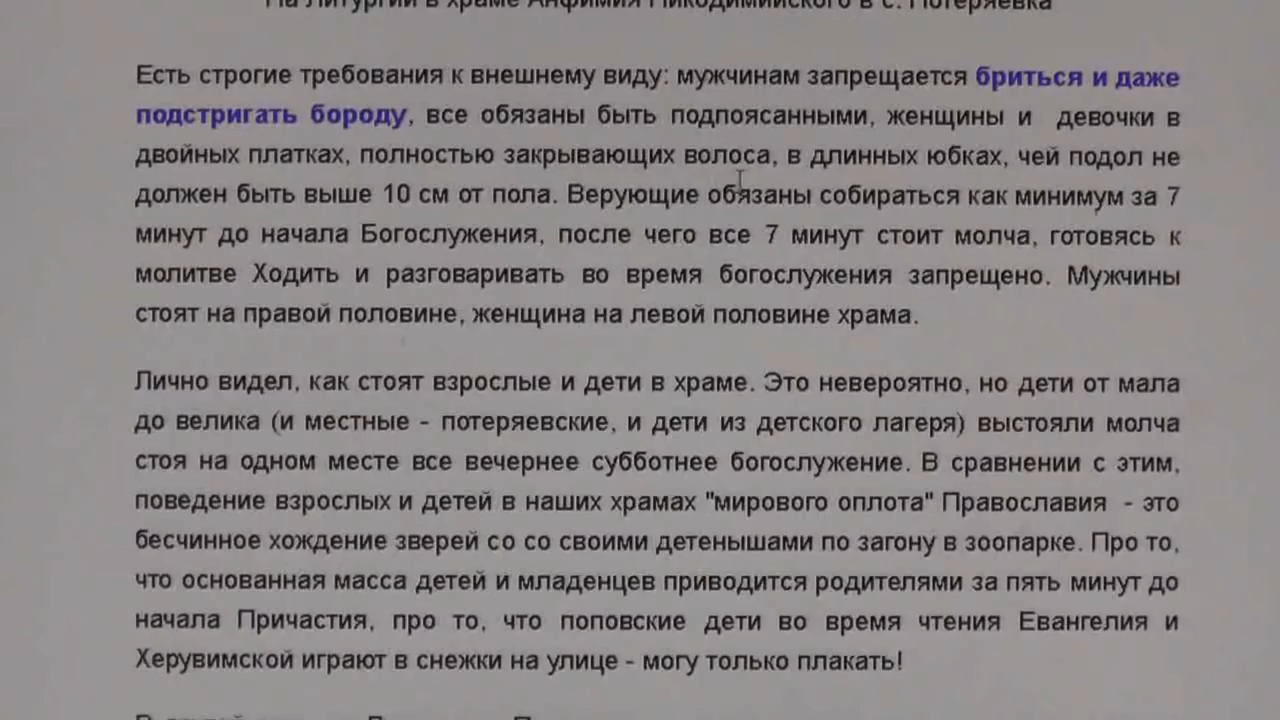 На Литургии в храме Анфимия Никодимийского в с. Потеряевка
Есть строгие требования к внешнему виду: мужчинам запрещается бриться и даже
подстригать бороду, все обязаны быть подпоясанными, женщины и девочки в
двойных платках, полностью закрывающих волоса, в длинных юбках, чей подол не
должен быть выше 10 см от пола. Верующие обязаны собираться как минимум за 7
минут до начала Богослужения, после чего все 7 минут стоит молча, готовясь к
молитве Ходить и разговаривать во время богослужения запрещено. Мужчины
стоят на правой половине, женщина на левой половине храма.
Лично видел, как стоят взрослые и дети в храме. Это невероятно, но дети от мала
до велика (и местные - потеряевские, и дети из детского лагеря) выстояли молча
стоя на одном месте все вечернее субботнее богослужение. В сравнении с этим,
поведение взрослых и детей в наших храмах "мирового оплота" Православия - это
бесчинное хождение зверей со со своими детенышами по загону в зоопарке. Про то,
что основанная масса детей и младенцев приводится родителями за пять минут до
начала Причастия, про то, что поповские дети во время чтения Евангелия и
Херувимской играют в снежки на улице - могу только плакать!